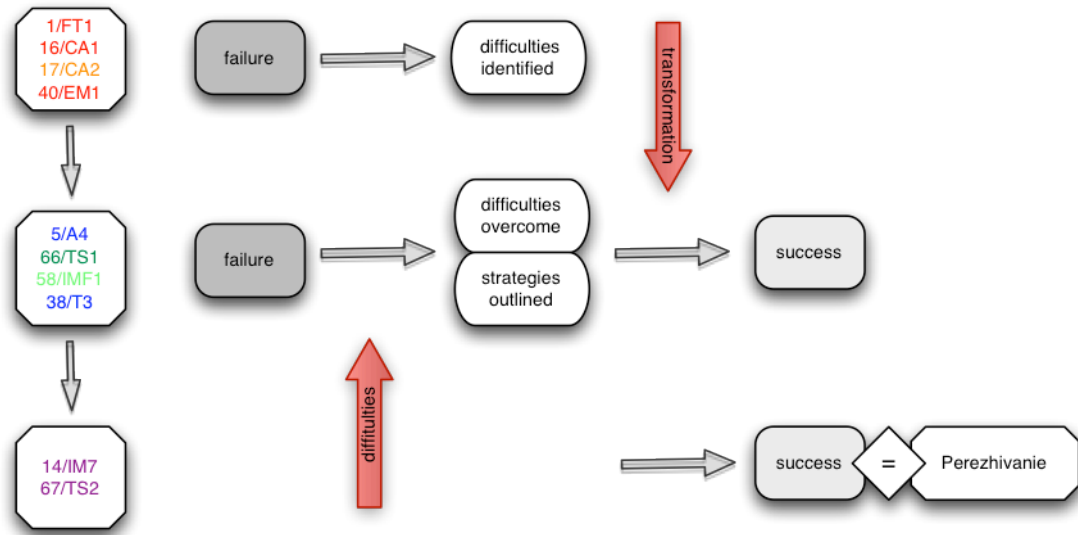 1/FT1
16/CA1
17/CA2
40/EM1
failure
difficulties
identified
transformation
5/A4
66/TS1
58/IMF1
38/T3
failure
difficulties
overcome
strategies
outlined
success
diffitulties
14/IM7
67/TS2
success
=
Perezhivanie